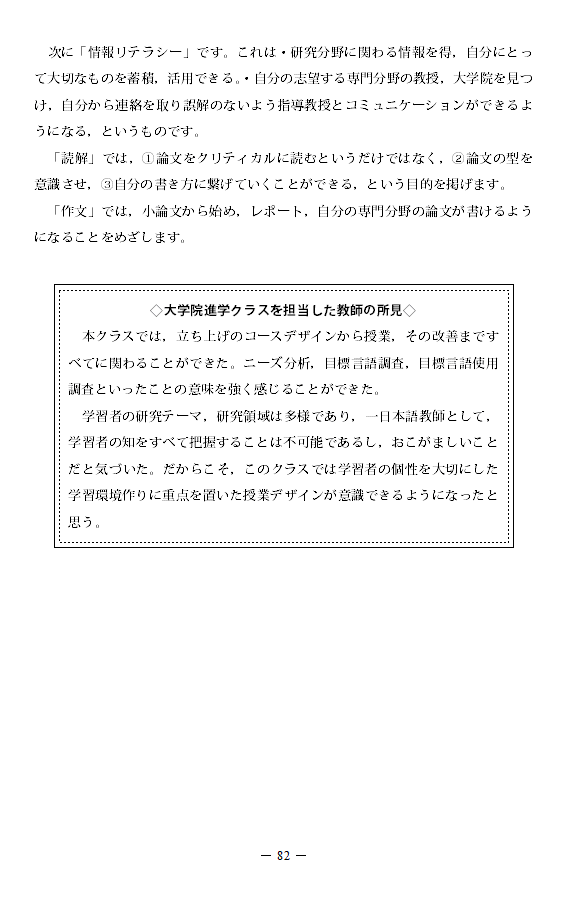 次に「情報リテラシー」です。これは・研究分野に関わる情報を得，自分にとっ
て大切なものを蓄積，活用できる。・自分の志望する専門分野の教授，大学院を見つ
け，自分から連絡を取り誤解のないよう指導教授とコミュニケーションができるよ
うになる，というものです。
「読解」では，①論文をクリティカルに読むというだけではなく，②論文の型を
意識させ，③自分の書き方に繋げていくことができる，という目的を掲げます。
「作文」では，小論文から始め，レポート，自分の専門分野の論文が書けるよう
になることをめざします。
◇大学院進学クラスを担当した教師の所見◇
本クラスでは，立ち上げのコースデザインから授業，その改善まです
べてに関わることができた。ニーズ分析，目標言語調査，目標言語使用
調査といったことの意味を強く感じることができた。
学習者の研究テーマ，研究領域は多様であり，一日本語教師として，
学習者の知をすべて把握することは不可能であるし，おこがましいこと
だと気づいた。だからこそ，このクラスでは学習者の個性を大切にした
学習環境作りに重点を置いた授業デザインが意識できるようになったと
思う。
― 82 ―